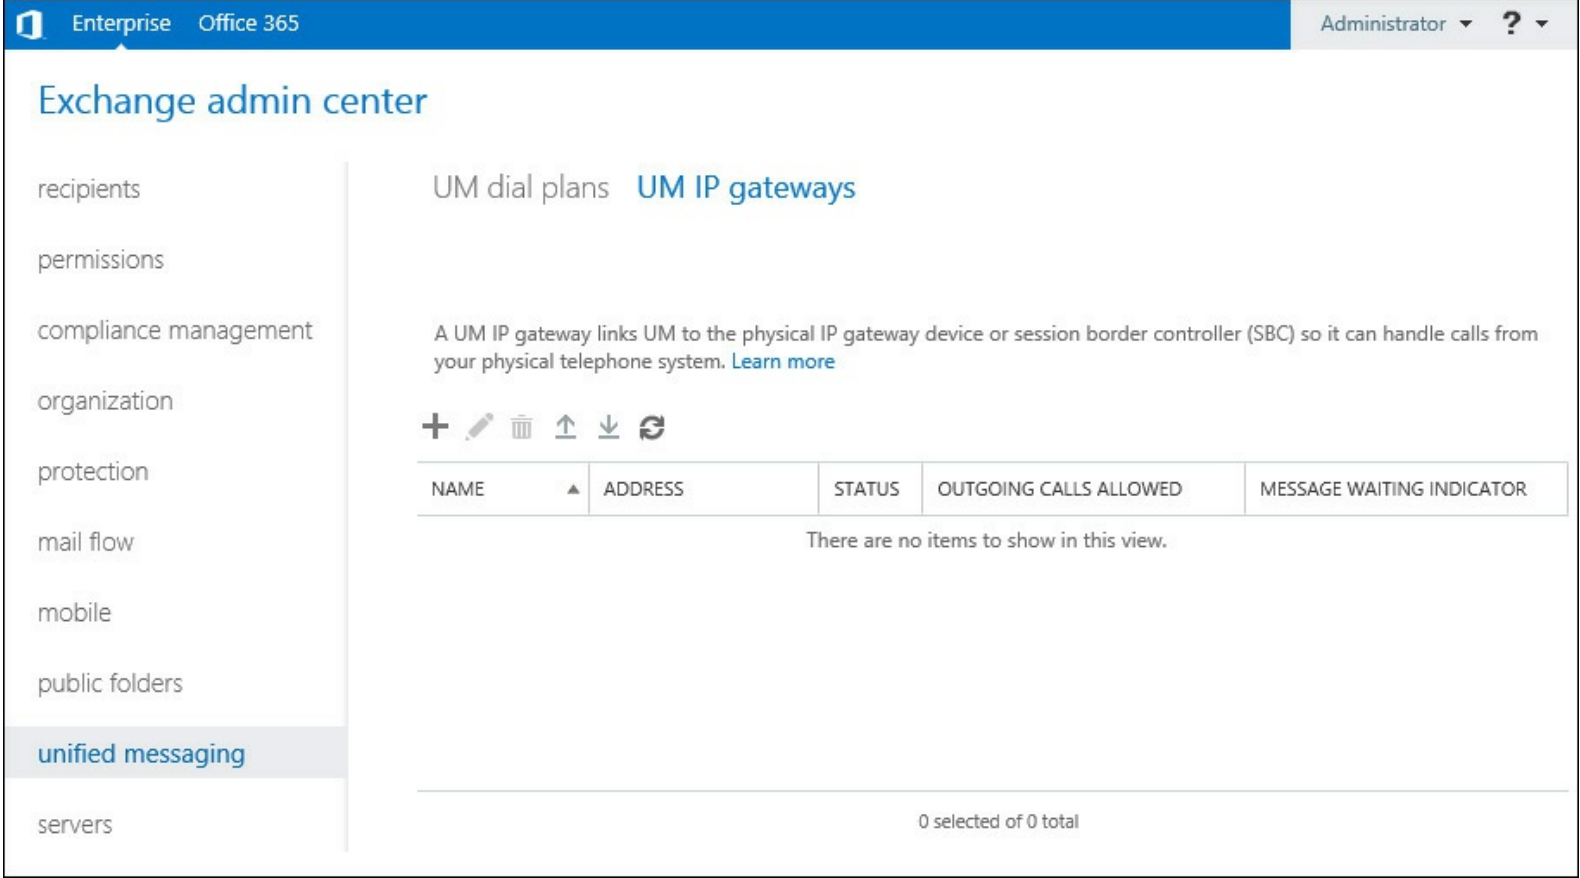 Enterprise Office 365
Administrator ?
Exchange admin center
recipients
permissions
compliance management
organization
protection
mail flow
mobile
public folders
unified messaging
servers
UM dial plans UM IP gateways
A UM IP gateway links UM to the physical IP gateway device or session border controller (SBC) so it can handle calls from
your physical telephone system. Learn more
NAME ADDRESS STATUS OUTGOING CALLS ALLOWED MESSAGE WAITING INDICATOR
There are no items to show in this view.
0 selected of 0 total